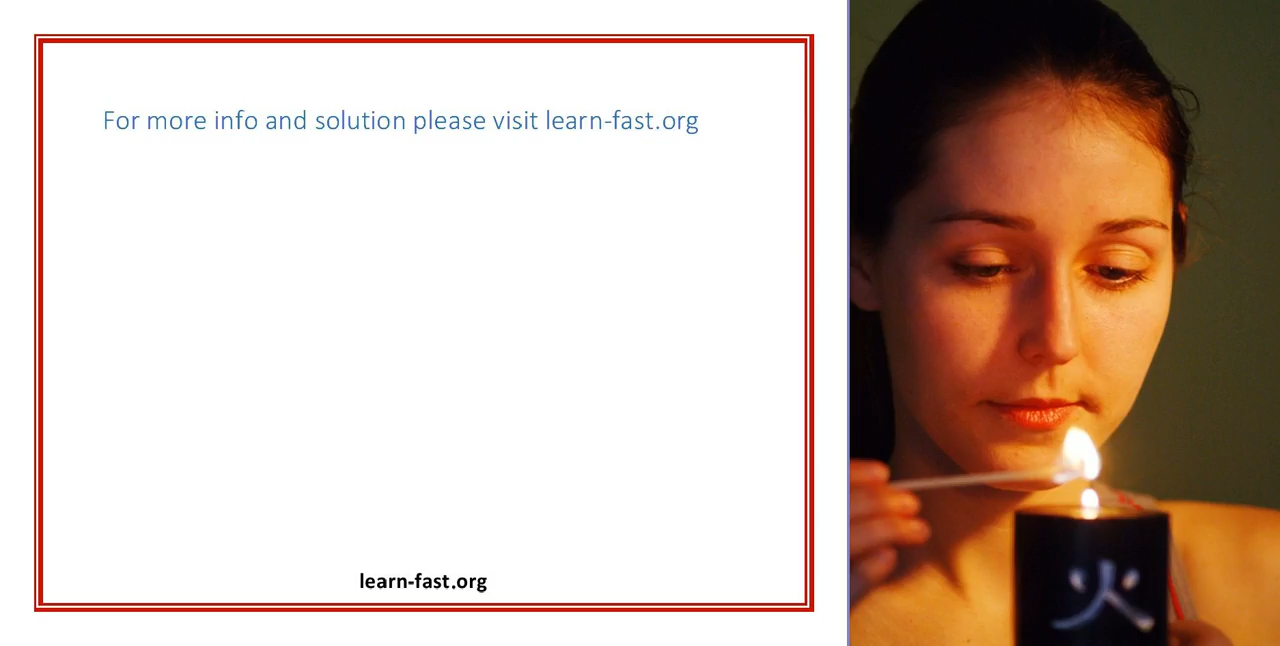 For more info and solution please visit learn-fast.org
learn-fast.org
火